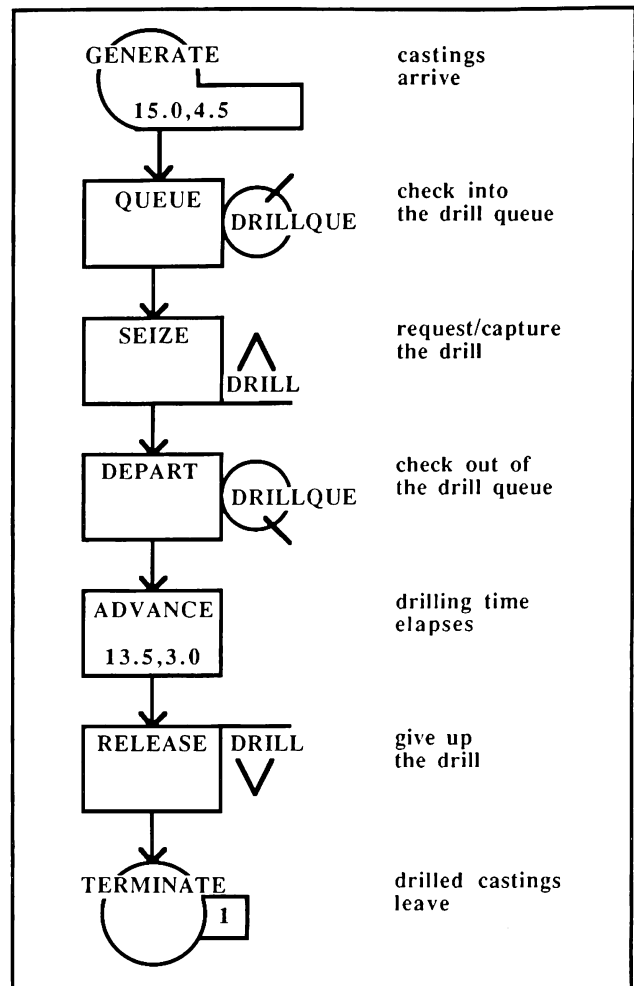 GENERATE
castings
arrive
15.0,4.5
QUEUE
DRILLQUE
check into
the drill queue
SEIZE
DRILL
request/capture
the drill
DEPART
DRILLQUE
check out of
the drill queue
ADVANCE
13.5,3.0
drilling time
elapses
RELEASE
DRILL
give up
the drill
TERMINATE
1
drilled castings
leave